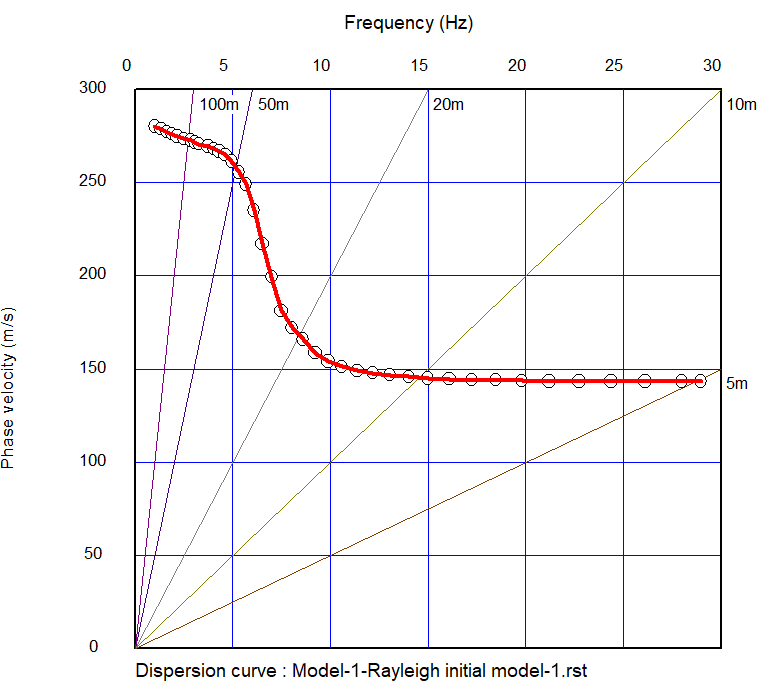 Frequency (Hz)
0 5 10 15 20 25 30
300
100m 50m 20m 10m
250
200
Phase velocity (m/s)
150
5m
100
50
0
Dispersion curve : Model-1-Rayleigh initial model-1.rst